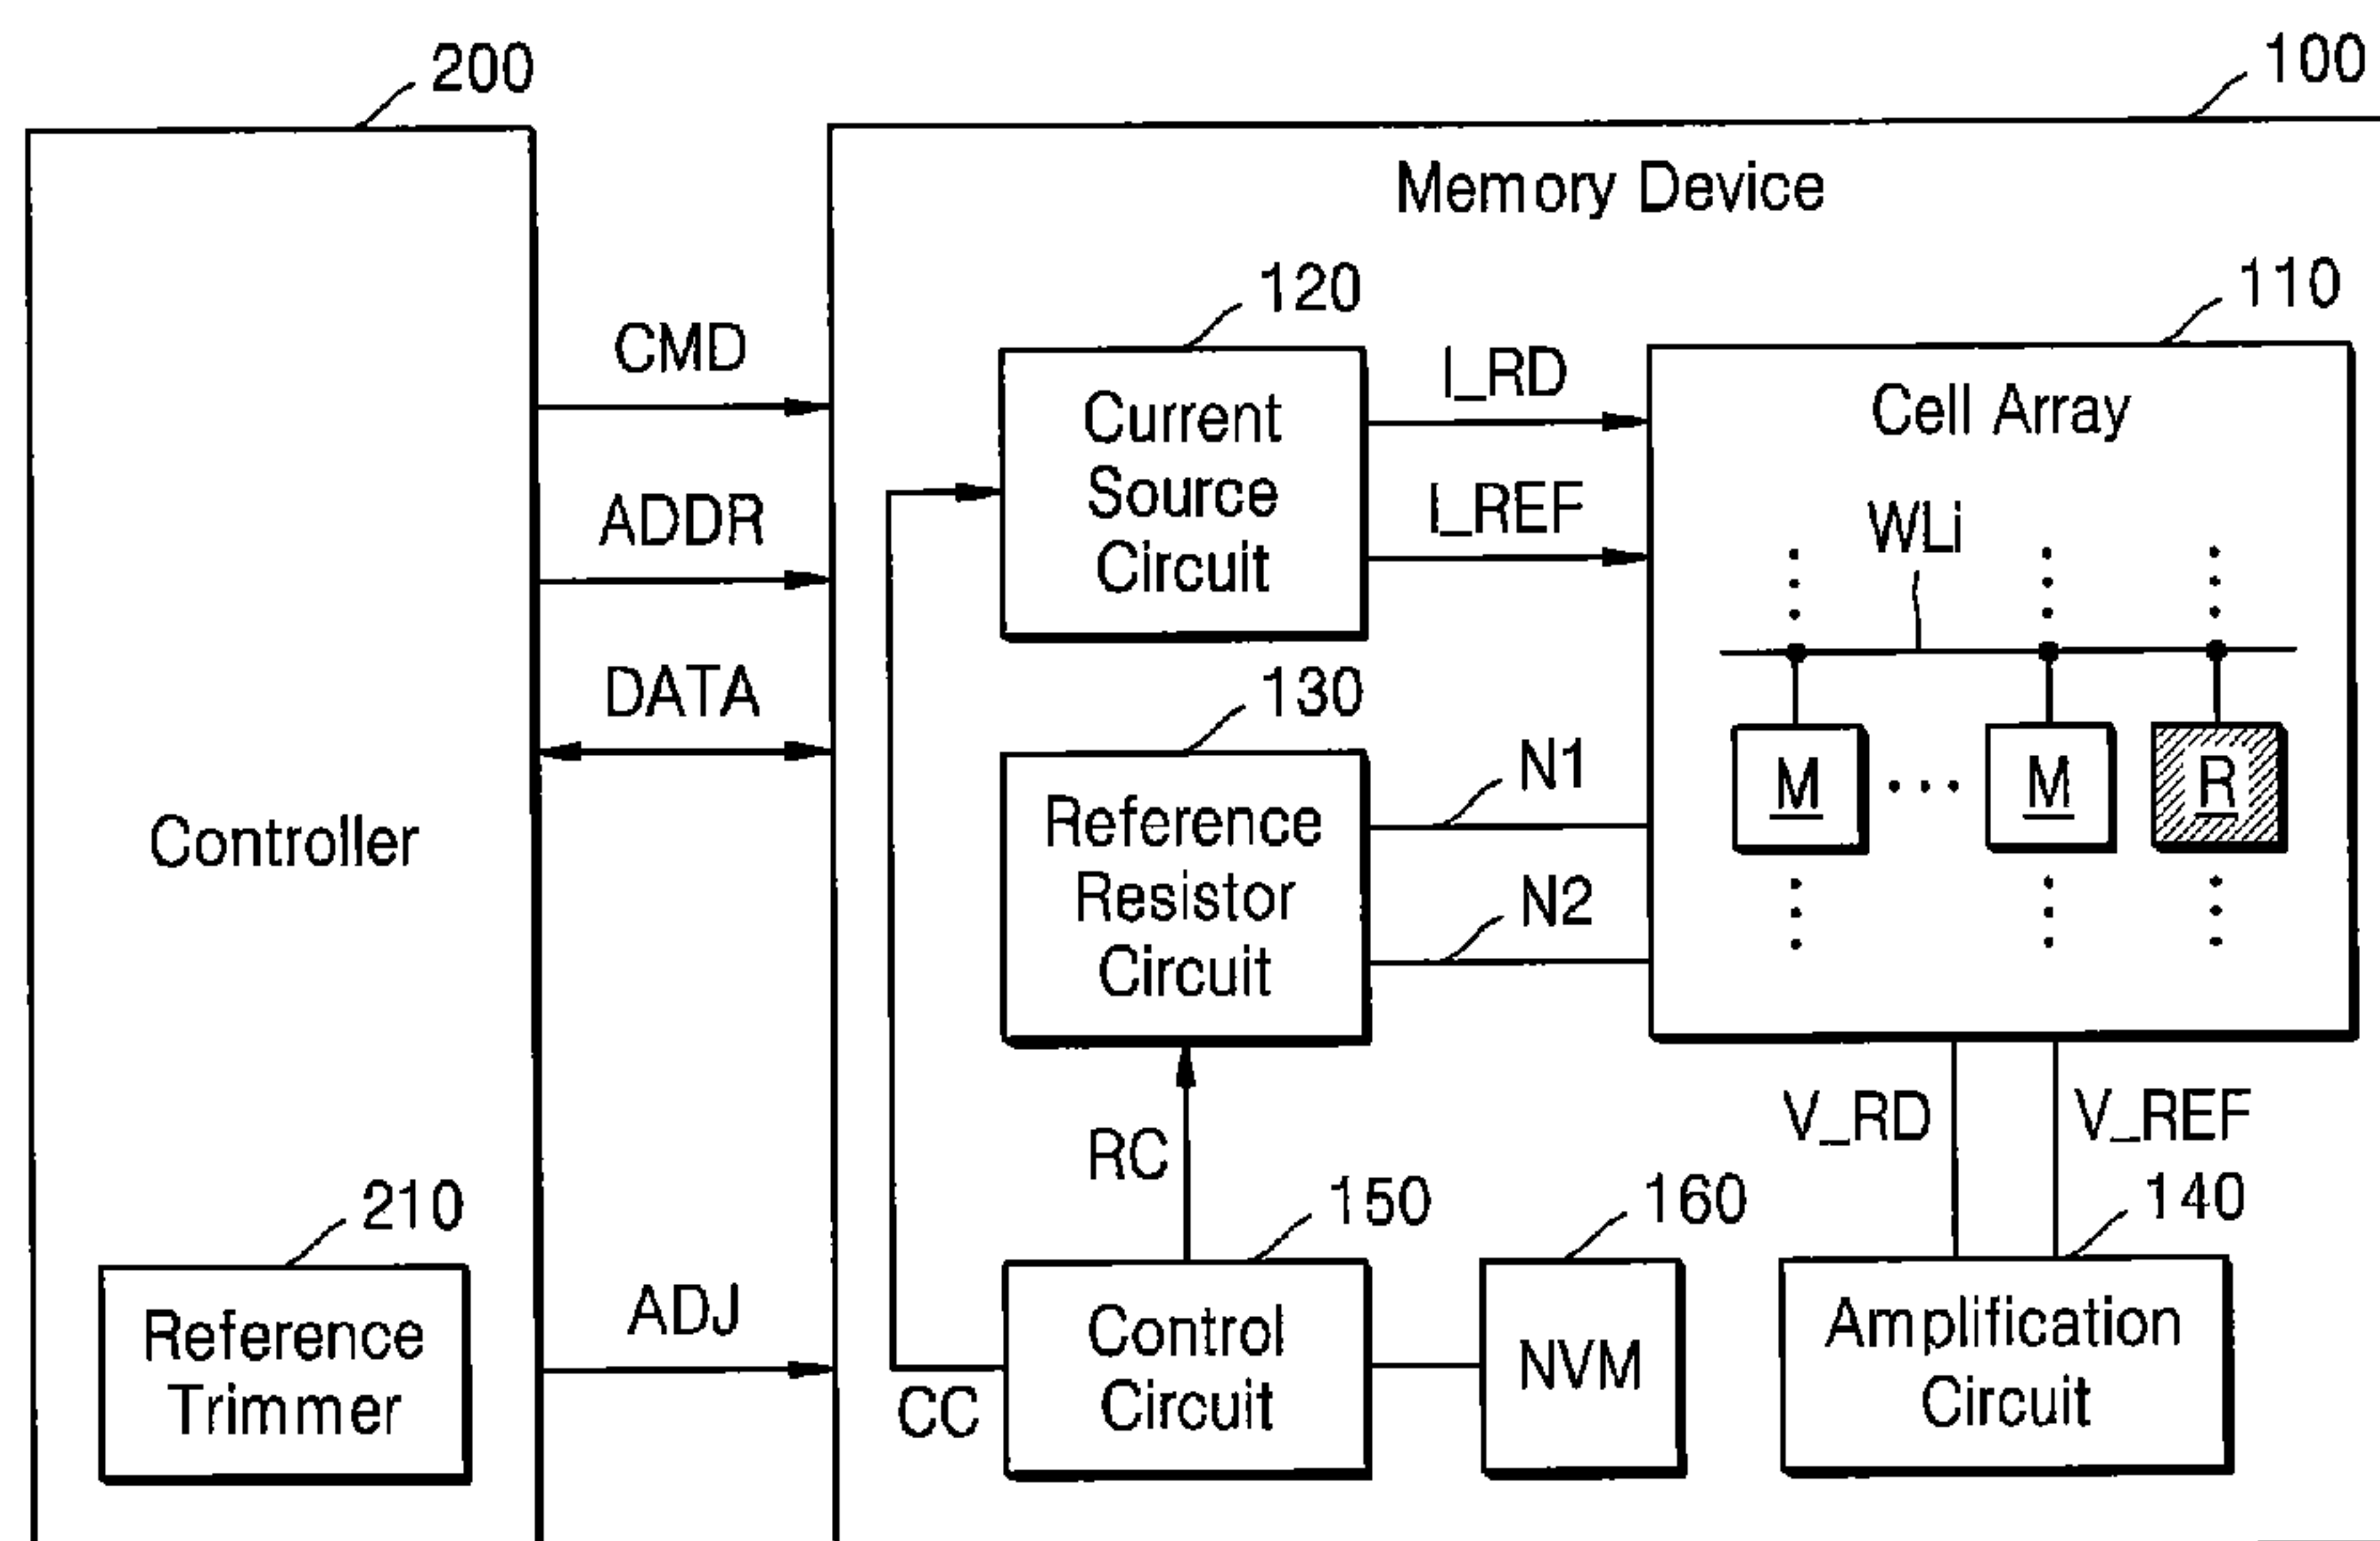 200
100
Memory Device
120
110
CMD
I_RD
Current
Source
Circuit
Cell Array
ADDR
I_REF
WLi
DATA
130
N1
M
...
M
R
Reference
Resistor
Circuit
Controller
N2
V_RD
V_REF
RC
210
150
160
140
Reference
Trimmer
ADJ
CC
Control
Circuit
NVM
Amplification
Circuit